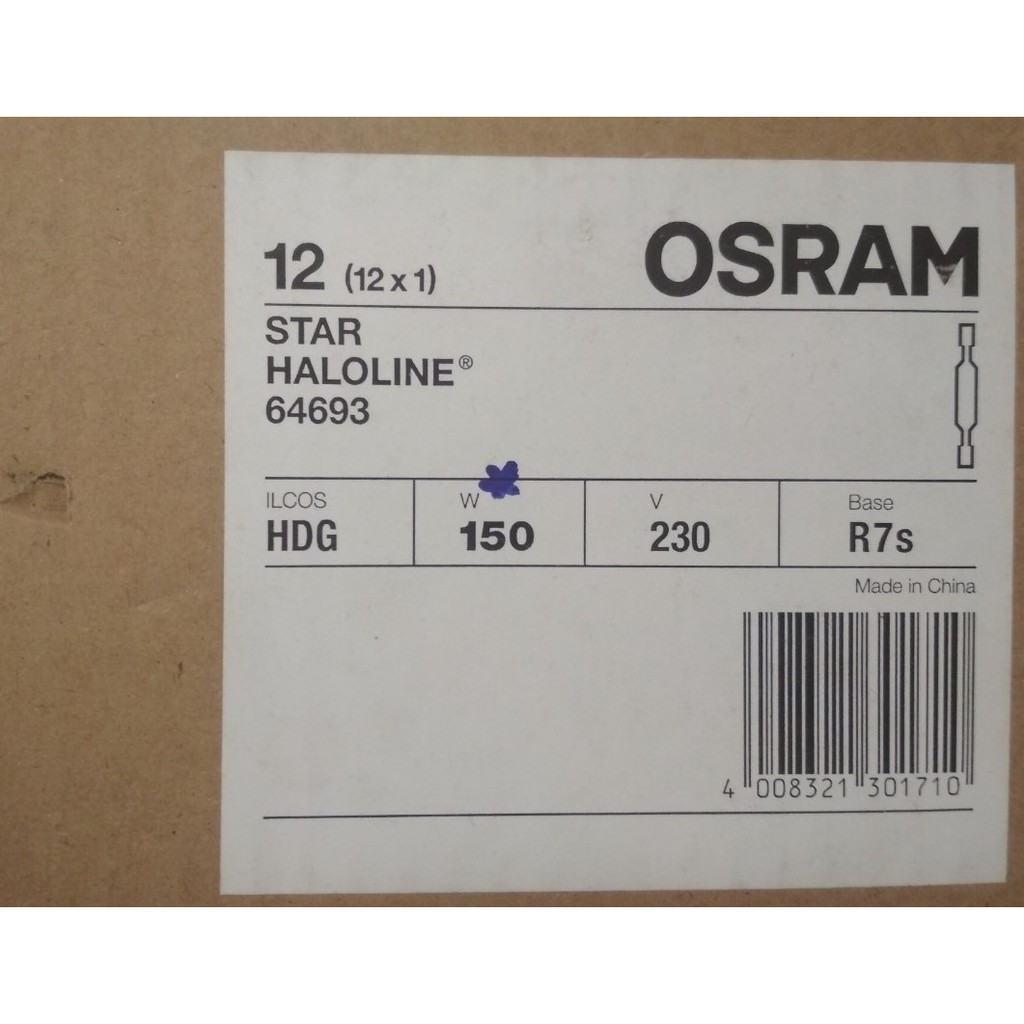 12 (12 x 1) OSRAM
STAR
HALOLINE®
64693
ILCOS W V Base
HDG 150 230 R7s
Made in China
4 008321 301710